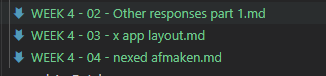 WEEK 4 - 02 - Other responses part 1.md
WEEK 4 - 03 - x app layout.md
WEEK 4 - 04 - nexed afmaken.md